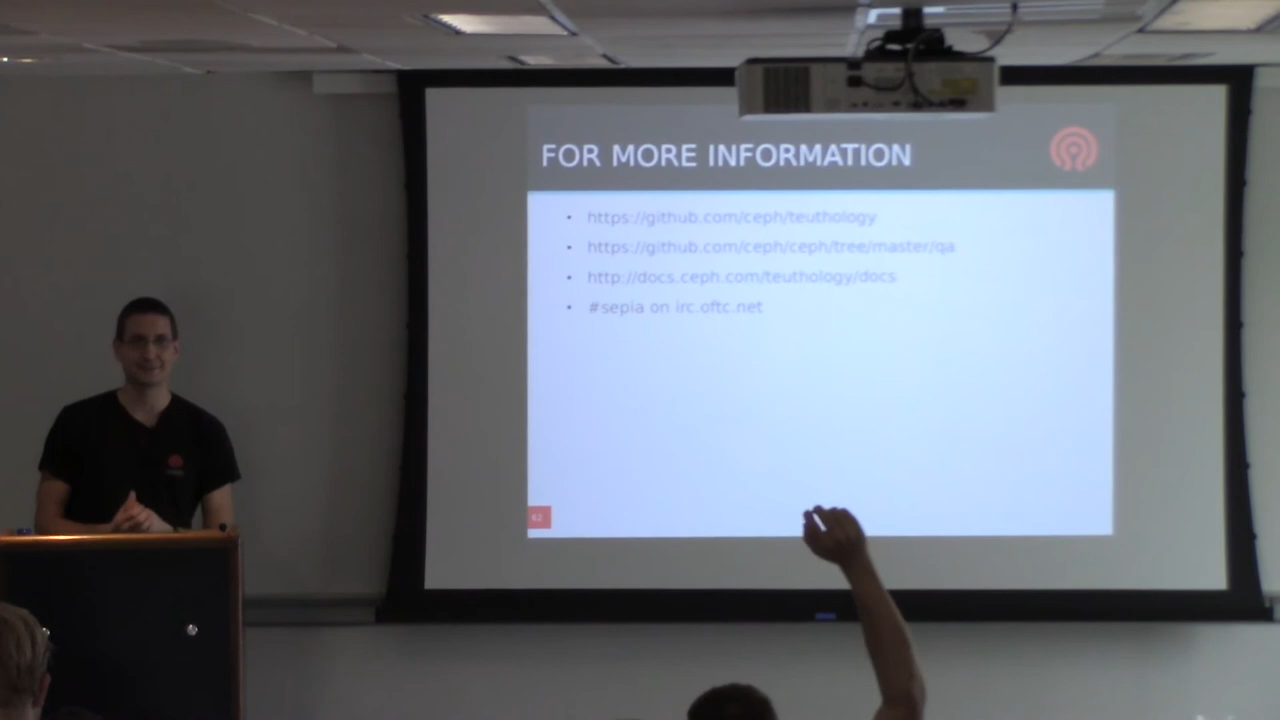 FOR MORE INFORMATION
• https://github.com/ceph/teuthology
• https://github.com/ceph/ceph/tree/master/qa
• http://docs.ceph.com/teuthology/docs
• #sepia on irc.oftc.net
62